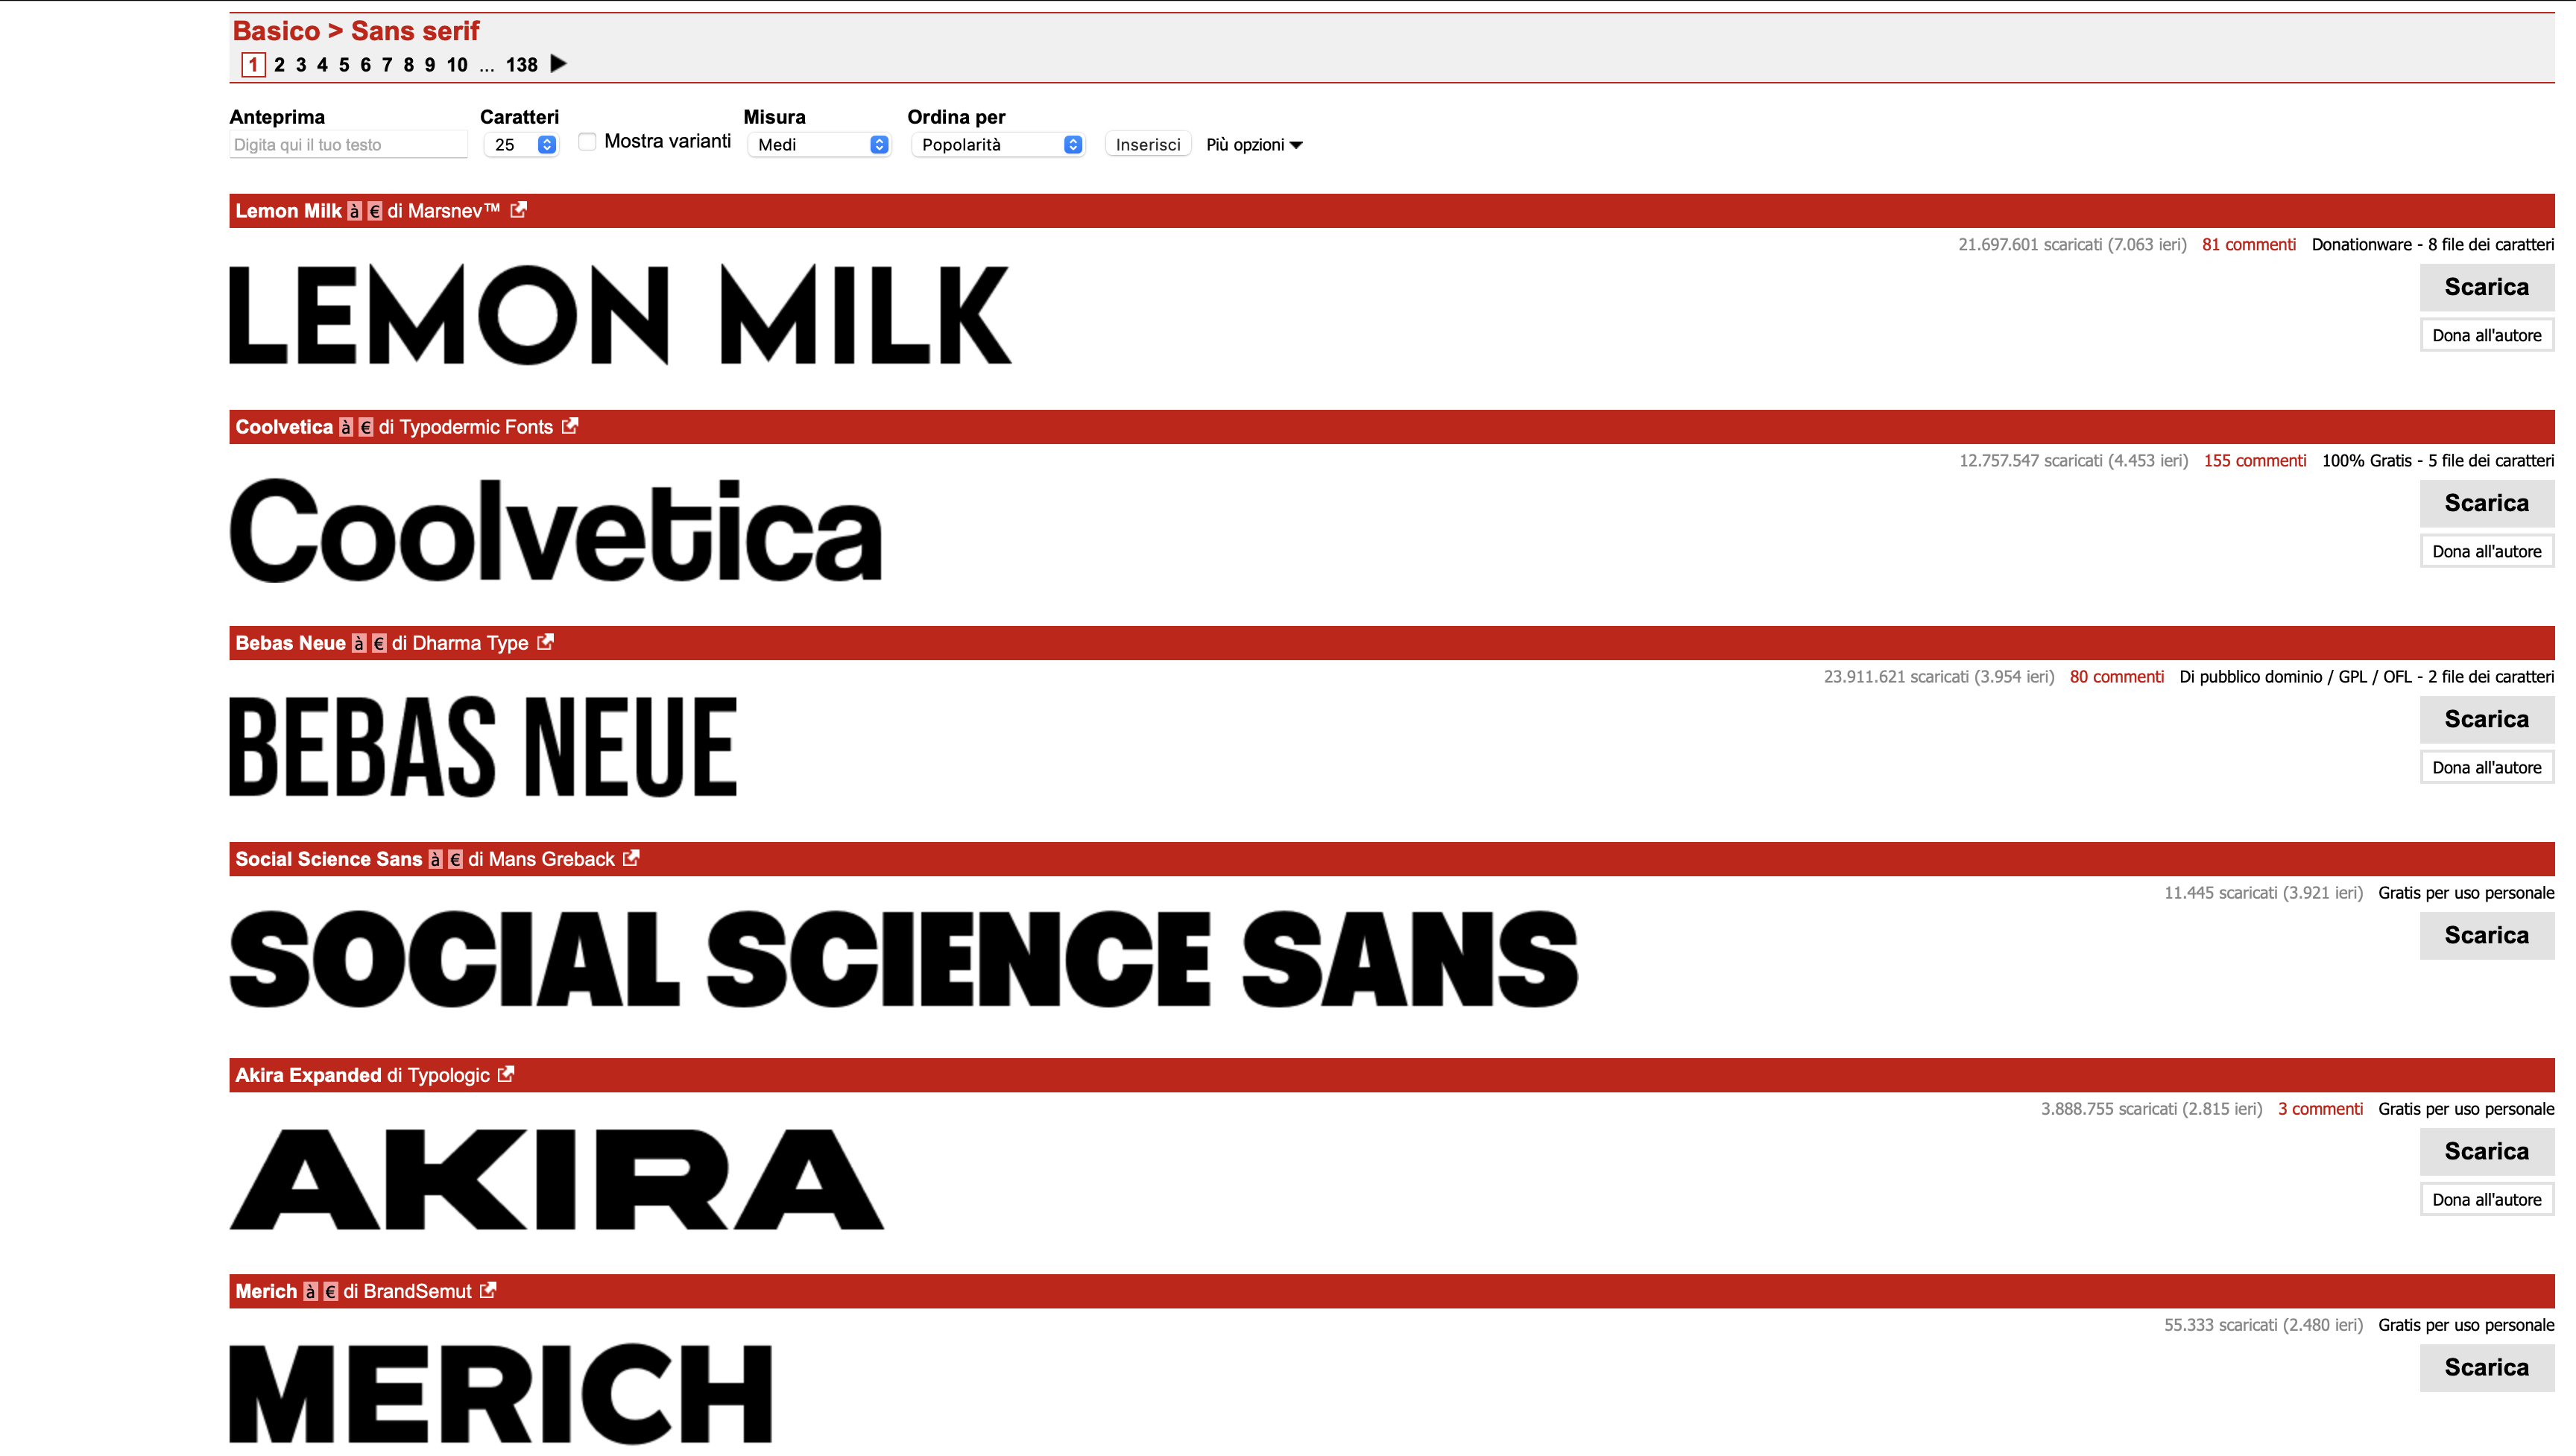 Basico > Sans serif
1 2 3 4 5 6 7 8 9 10 ... 138
Anteprima Caratteri Misura Ordina per
Digita qui il tuo testo 25 Mostra varianti Medi Popolarità Inserisci Più opzioni
Lemon Milk à € di Marsnev™
21.697.601 scaricati (7.063 ieri) 81 commenti Donationware - 8 file dei caratteri
LEMON MILK
Scarica
Dona all'autore
Coolvetica à € di Typodermic Fonts
12.757.547 scaricati (4.453 ieri) 155 commenti 100% Gratis - 5 file dei caratteri
Coolvetica
Scarica
Dona all'autore
Bebas Neue à € di Dharma Type
23.911.621 scaricati (3.954 ieri) 80 commenti Di pubblico dominio / GPL / OFL - 2 file dei caratteri
BEBAS NEUE
Scarica
Dona all'autore
Social Science Sans à € di Mans Greback
11.445 scaricati (3.921 ieri) Gratis per uso personale
SOCIAL SCIENCE SANS
Scarica
Akira Expanded di Typologic
3.888.755 scaricati (2.815 ieri) 3 commenti Gratis per uso personale
AKIRA
Scarica
Dona all'autore
Merich à € di BrandSemut
55.333 scaricati (2.480 ieri) Gratis per uso personale
MERICH
Scarica